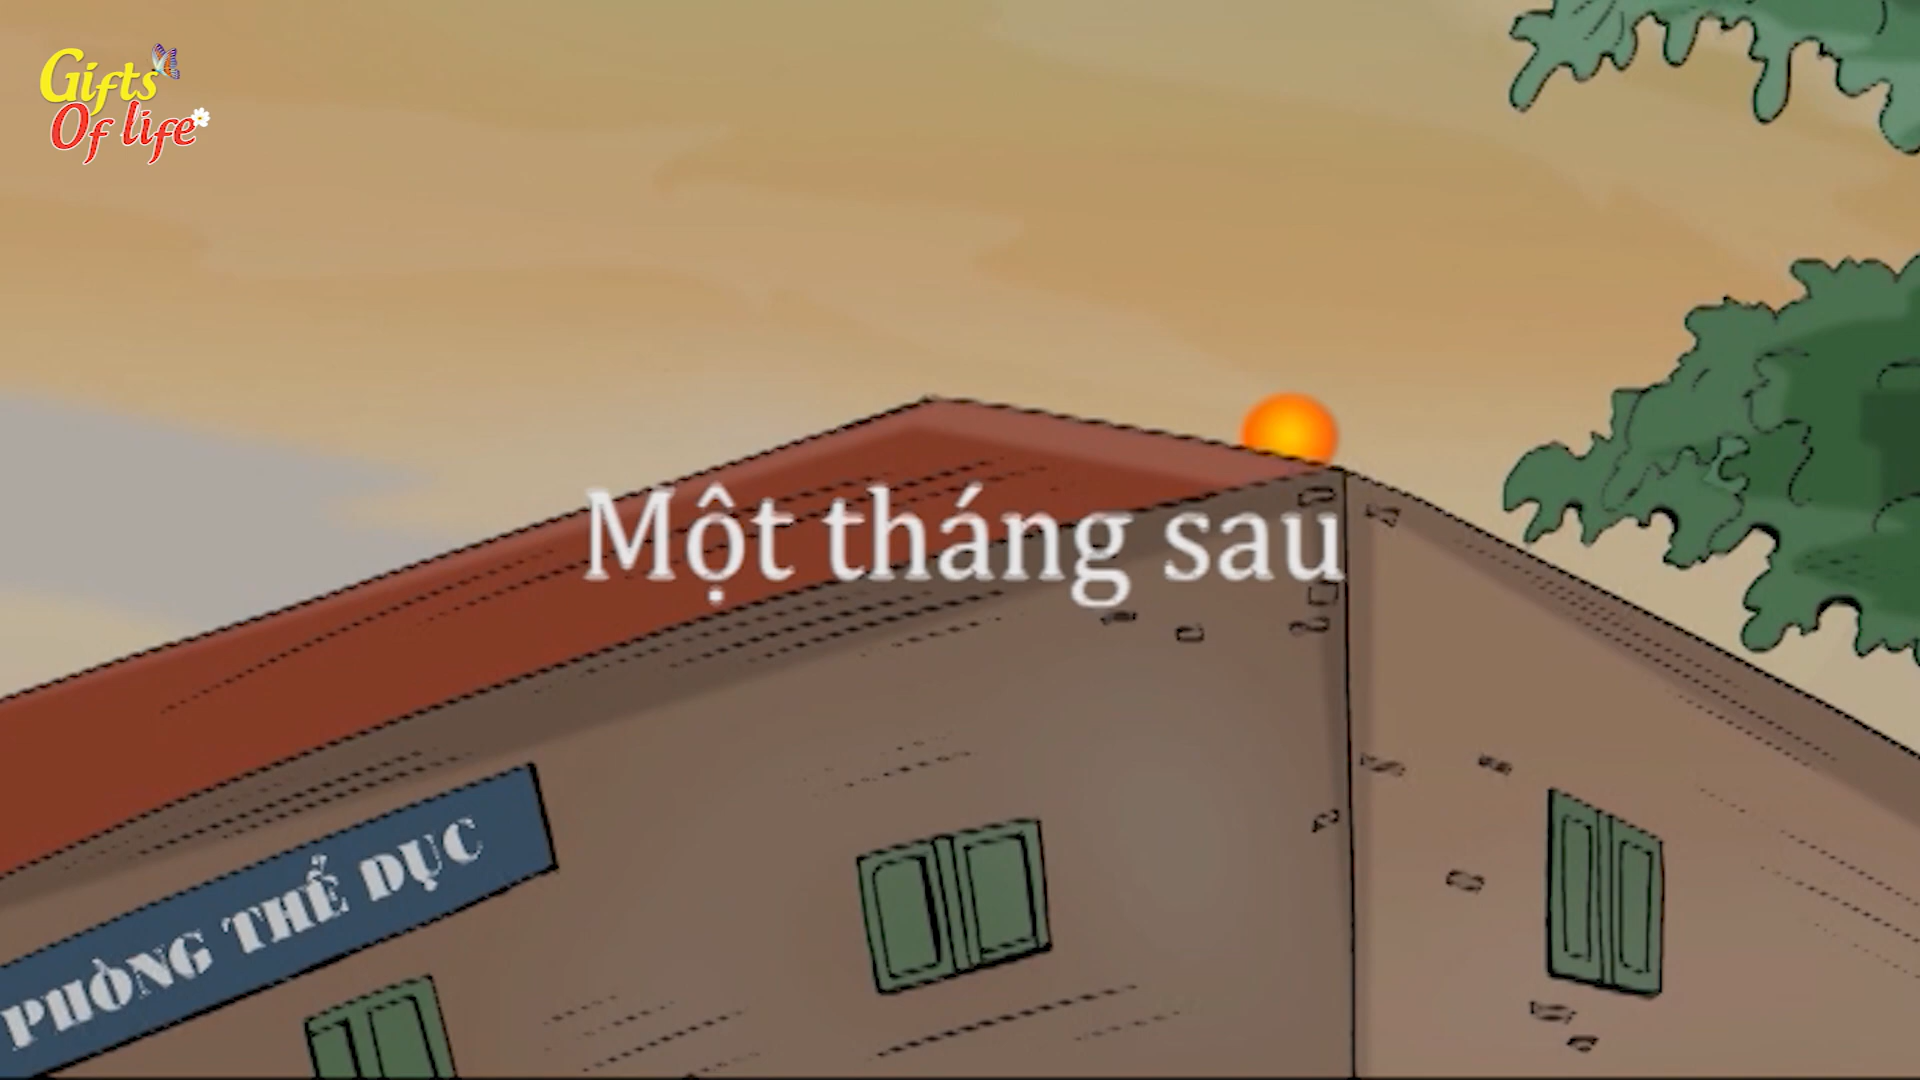 Gifts
Of life
Một tháng sau
PHÒNG THỂ DỤC